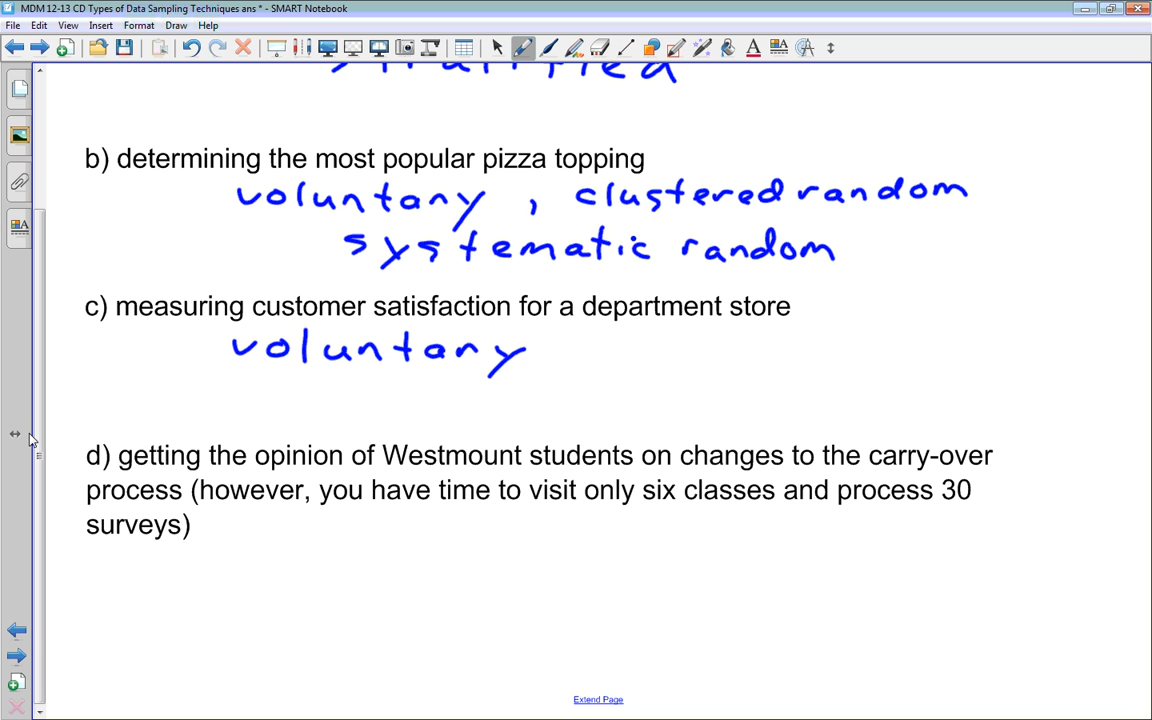 MDM 12-13 CD Types of Data Sampling Techniques ans * - SMART Notebook
File Edit View Insert Format Draw Help
stratified
b) determining the most popular pizza topping
voluntary , clustered random
systematic random
c) measuring customer satisfaction for a department store
voluntary
d) getting the opinion of Westmount students on changes to the carry-over
process (however, you have time to visit only six classes and process 30
surveys)
Extend Page